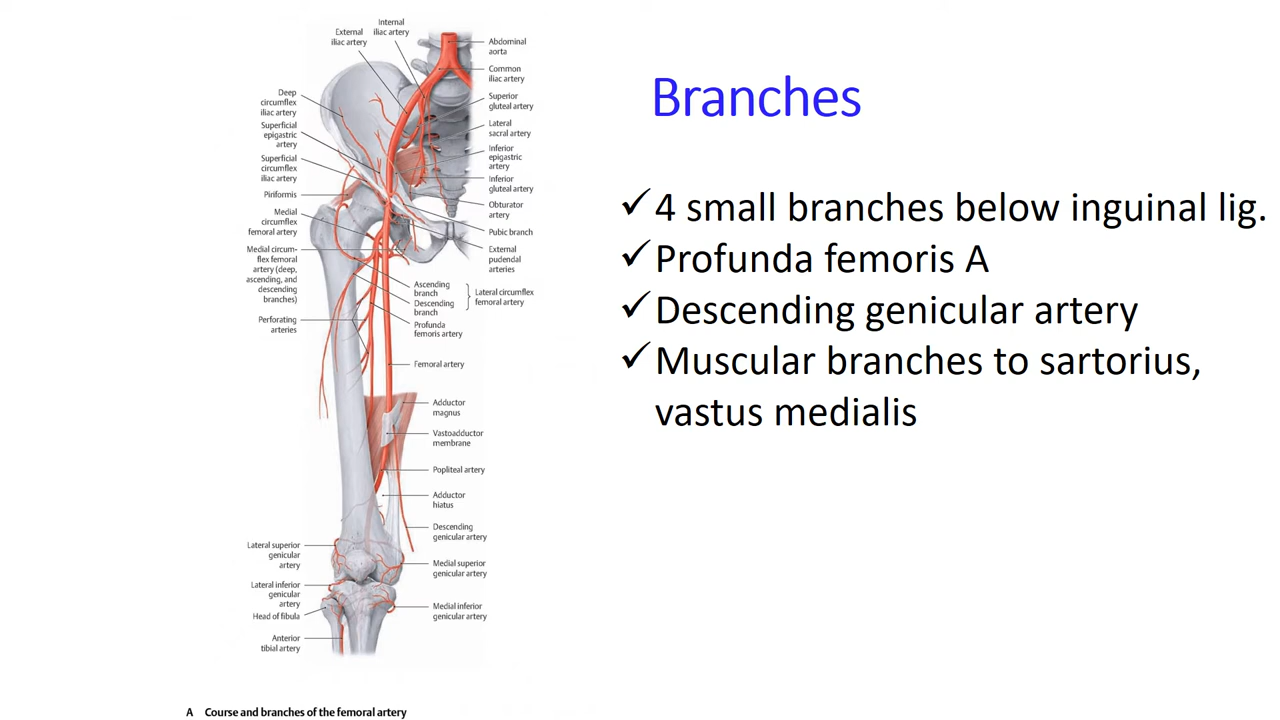 Internal
iliac artery
External
iliac artery
Abdominal
aorta
Common
iliac artery
Deep
circumflex
iliac artery
Superior
gluteal artery
Superficial
epigastric
artery
Lateral
sacral artery
Inferior
epigastric
artery
Superficial
circumflex
iliac artery
Inferior
gluteal artery
Piriformis
Obturator
artery
Medial
circumflex
femoral artery
Pubic branch
Medial circum-
flex femoral
artery (deep,
ascending, and
descending
branches)
External
pudendal
arteries
Ascending
branch
Descending
branch
Lateral circumflex
femoral artery
Perforating
arteries
Profunda
femoris artery
Femoral artery
Adductor
magnus
Vastoadductor
membrane
Popliteal artery
Adductor
hiatus
Descending
genicular artery
Lateral superior
genicular
artery
Medial superior
genicular artery
Lateral inferior
genicular
artery
Medial inferior
genicular artery
Head of fibula
Anterior
tibial artery
A Course and branches of the femoral artery
Branches
✓ 4 small branches below inguinal lig.
✓ Profunda femoris A
✓ Descending genicular artery
✓ Muscular branches to sartorius,
vastus medialis